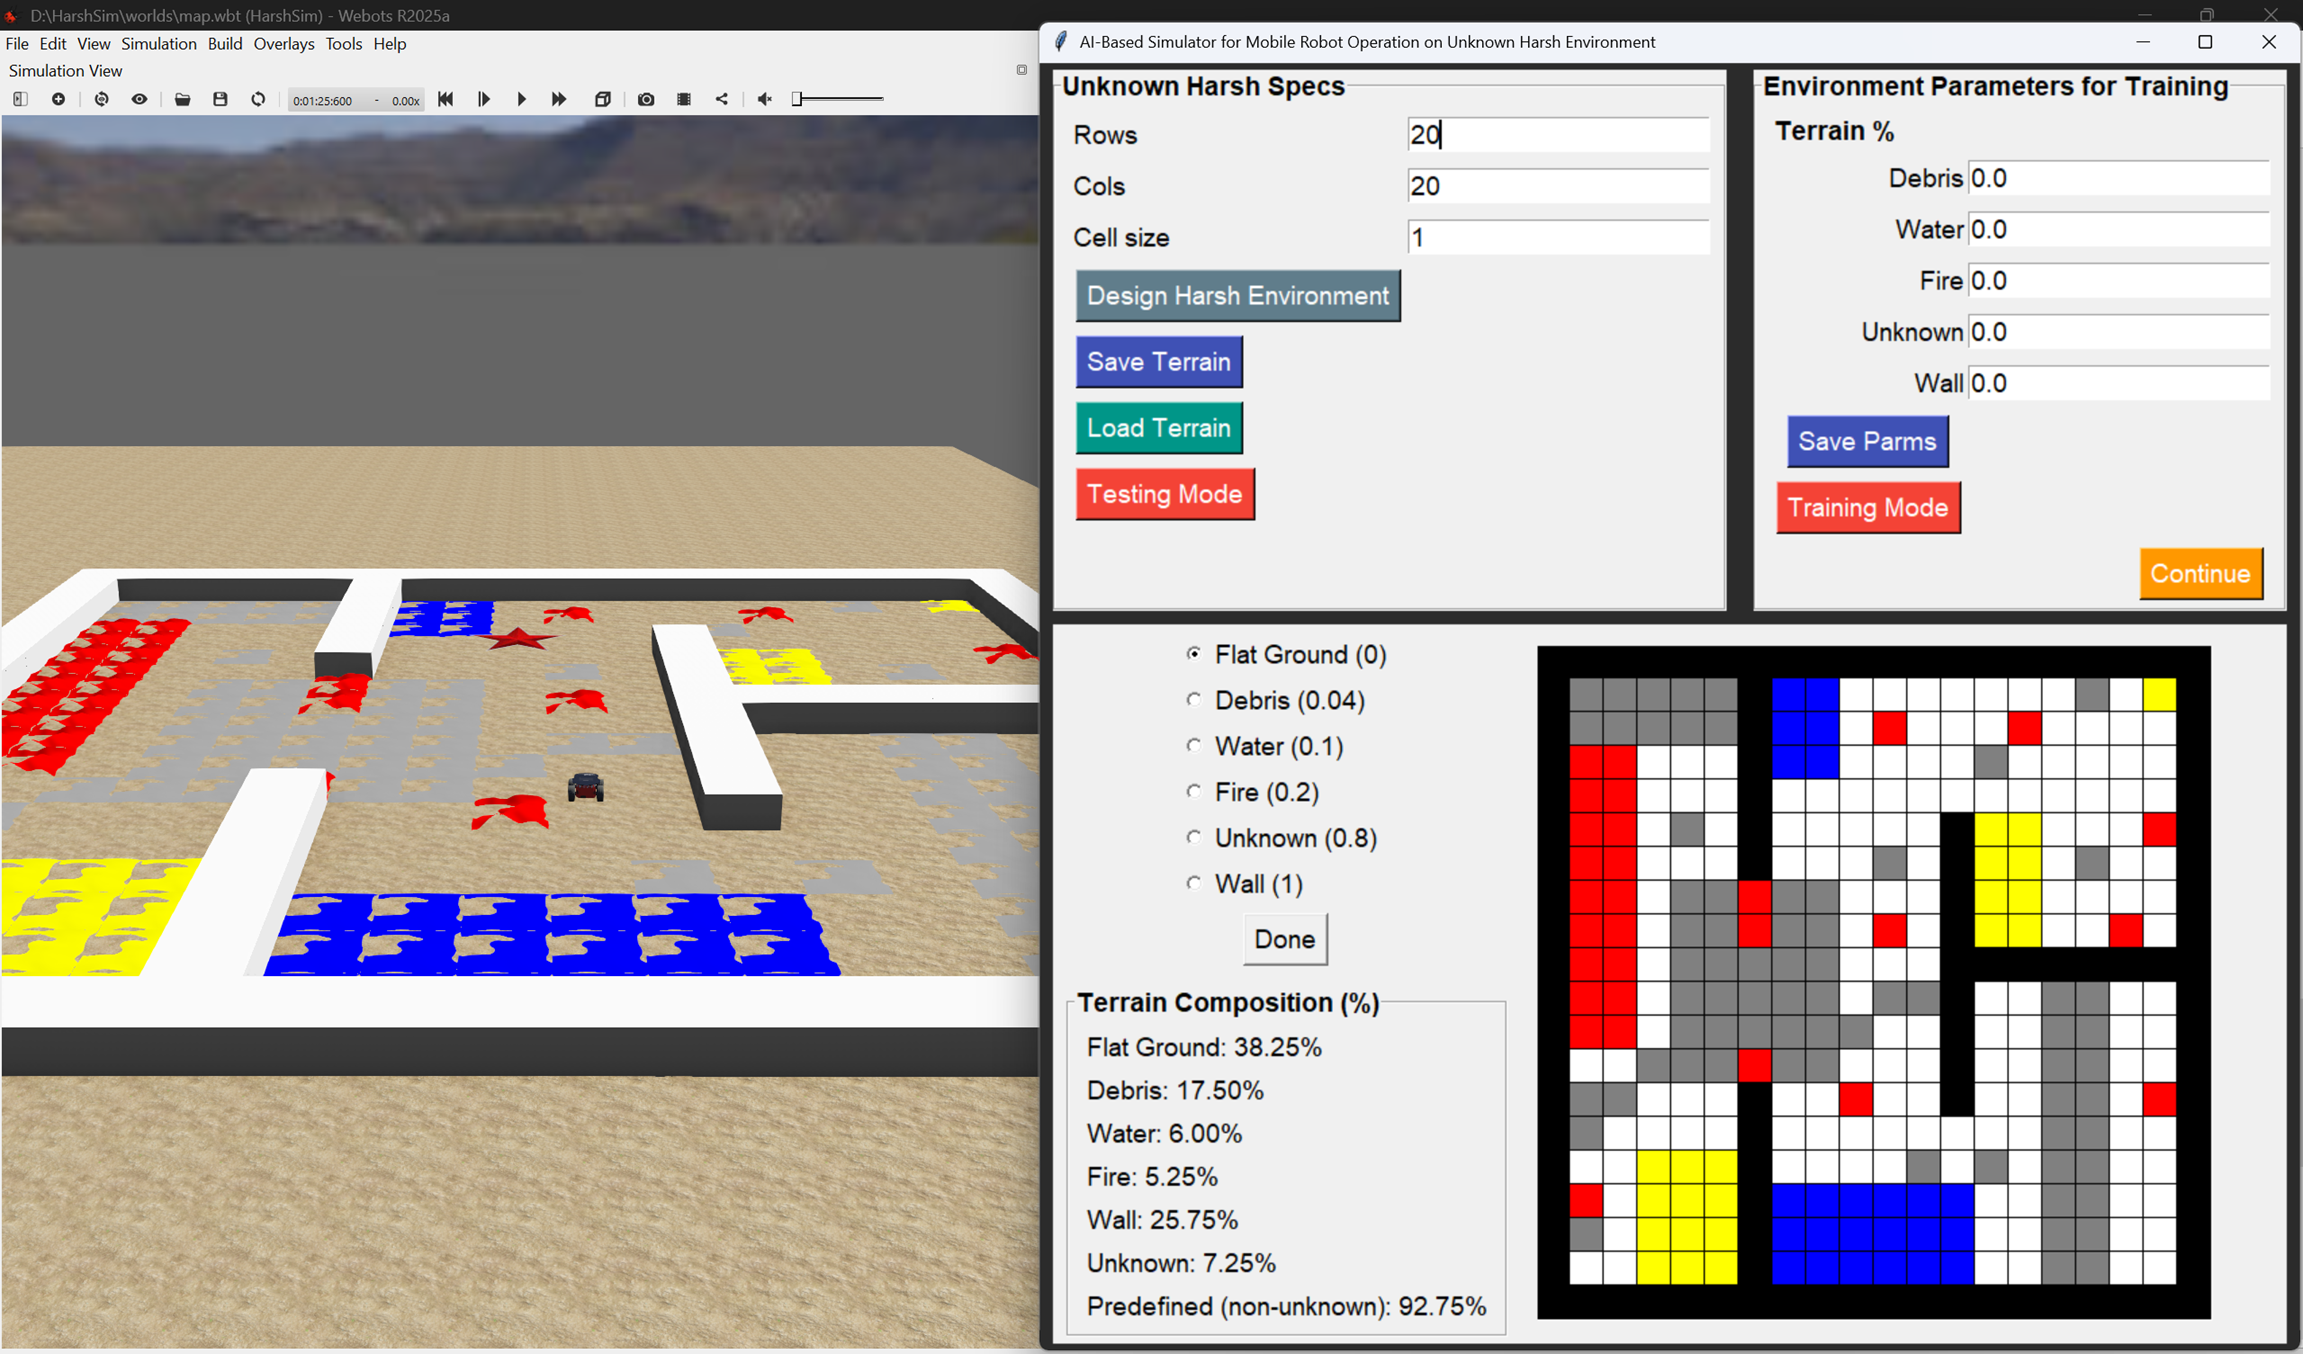 D:\HarshSim\worlds\map.wbt (HarshSim) - Webots R2025a
File Edit View Simulation Build Overlays Tools Help
Simulation View
0:01:25:600 - 0.00x
AI-Based Simulator for Mobile Robot Operation on Unknown Harsh Environment
Unknown Harsh Specs
Rows 20
Cols 20
Cell size 1
Design Harsh Environment
Save Terrain
Load Terrain
Testing Mode
Environment Parameters for Training
Terrain %
Debris 0.0
Water 0.0
Fire 0.0
Unknown 0.0
Wall 0.0
Save Parms
Training Mode
Continue
Flat Ground (0)
Debris (0.04)
Water (0.1)
Fire (0.2)
Unknown (0.8)
Wall (1)
Done
Terrain Composition (%)
Flat Ground: 38.25%
Debris: 17.50%
Water: 6.00%
Fire: 5.25%
Wall: 25.75%
Unknown: 7.25%
Predefined (non-unknown): 92.75%